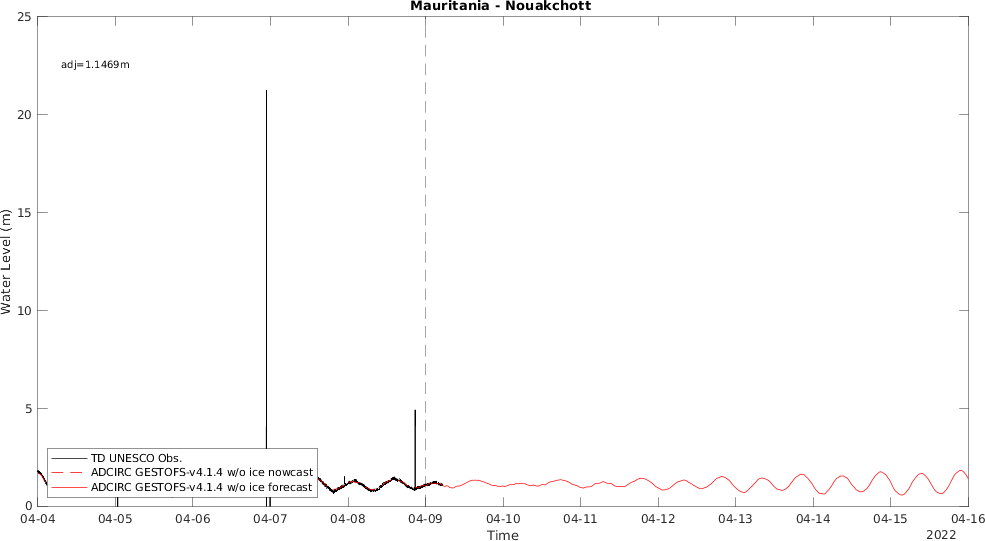 Mauritania - Nouakchott
25
adj=1.1469m
20
15
Water Level (m)
10
5
TD UNESCO Obs.
ADCIRC GESTOFS-v4.1.4 w/o ice nowcast
ADCIRC GESTOFS-v4.1.4 w/o ice forecast
0
04-04 04-05 04-06 04-07 04-08 04-09 04-10 04-11 04-12 04-13 04-14 04-15 04-16
Time
2022